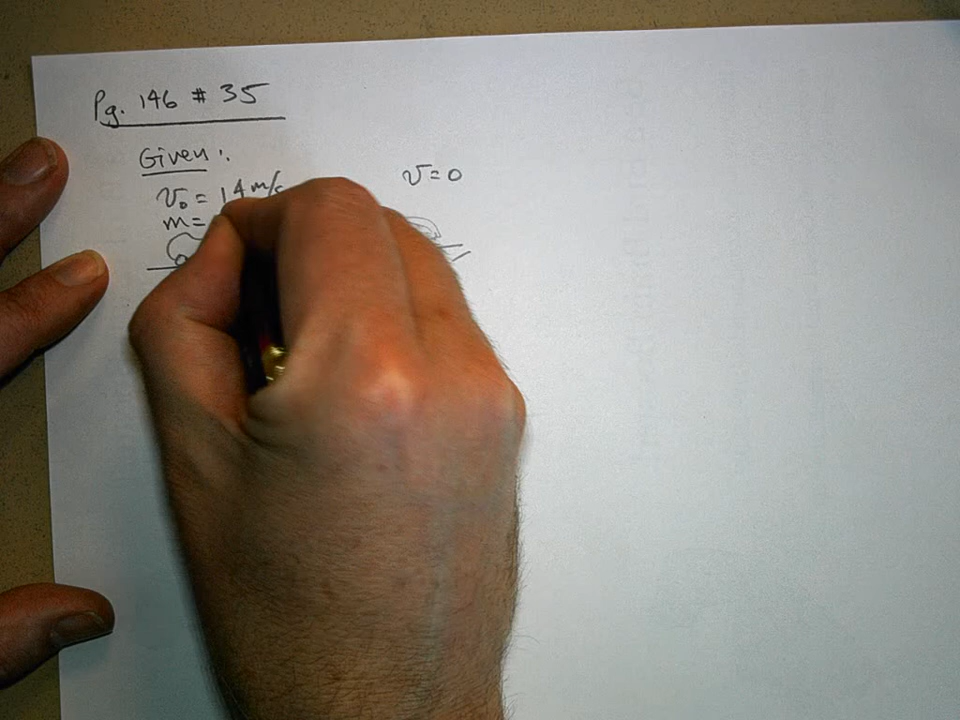 Pg. 146 # 35
Given:
v₀ = 14 m/s
v = 0
m =